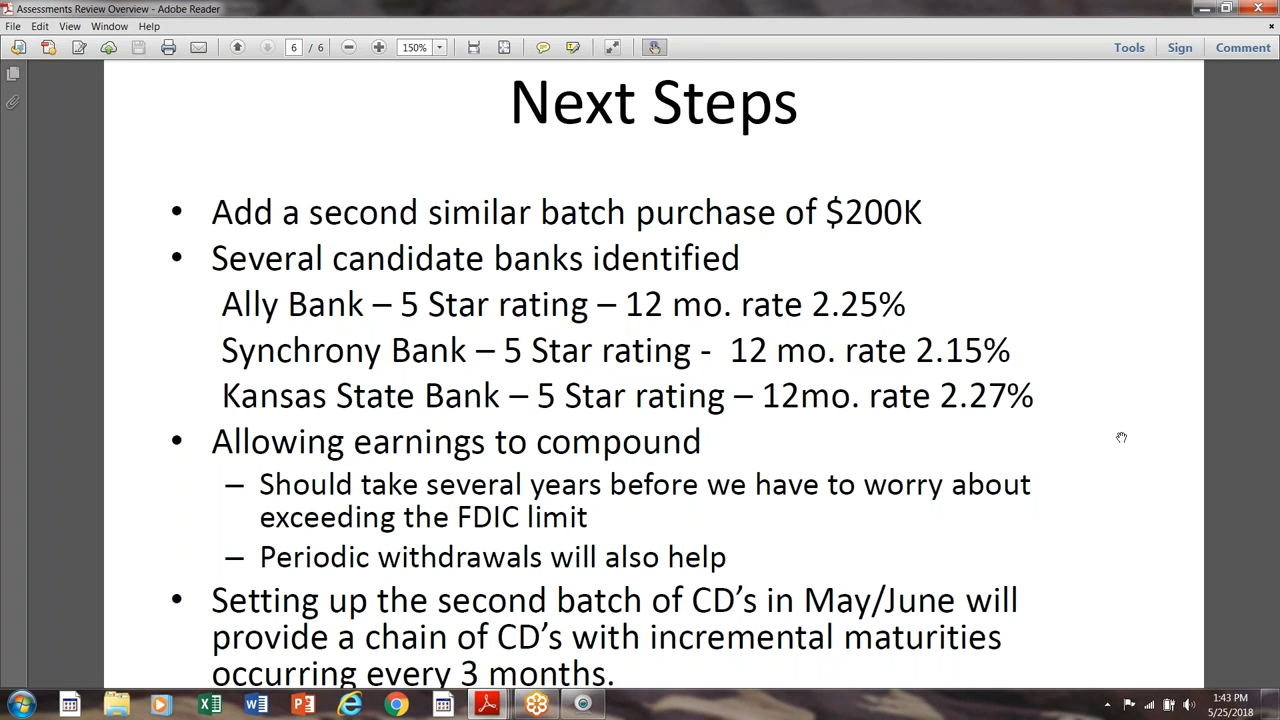 Assessments Review Overview - Adobe Reader
File Edit View Window Help
6 / 6 150% Tools Sign Comment
Next Steps
• Add a second similar batch purchase of $200K
• Several candidate banks identified
Ally Bank – 5 Star rating – 12 mo. rate 2.25%
Synchrony Bank – 5 Star rating - 12 mo. rate 2.15%
Kansas State Bank – 5 Star rating – 12mo. rate 2.27%
• Allowing earnings to compound
– Should take several years before we have to worry about
exceeding the FDIC limit
– Periodic withdrawals will also help
• Setting up the second batch of CD’s in May/June will
provide a chain of CD’s with incremental maturities
occurring every 3 months.
1:43 PM
5/25/2018